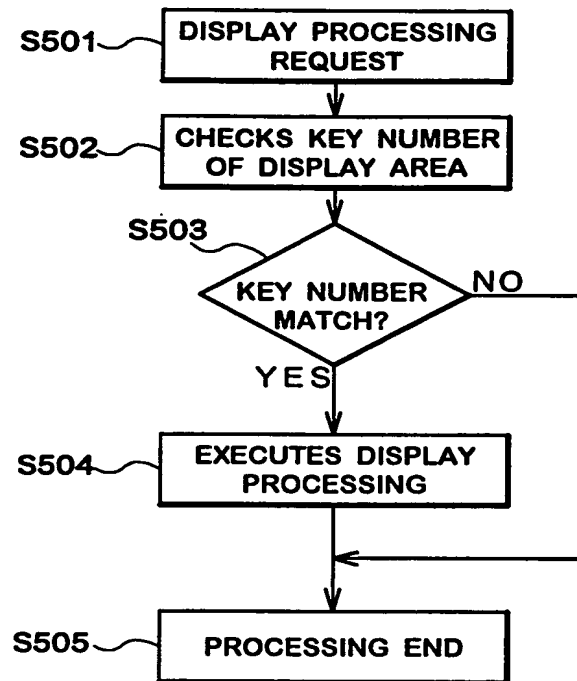 S501
DISPLAY PROCESSING
REQUEST
S502
CHECKS KEY NUMBER
OF DISPLAY AREA
S503
KEY NUMBER
MATCH?
NO
YES
S504
EXECUTES DISPLAY
PROCESSING
S505
PROCESSING END